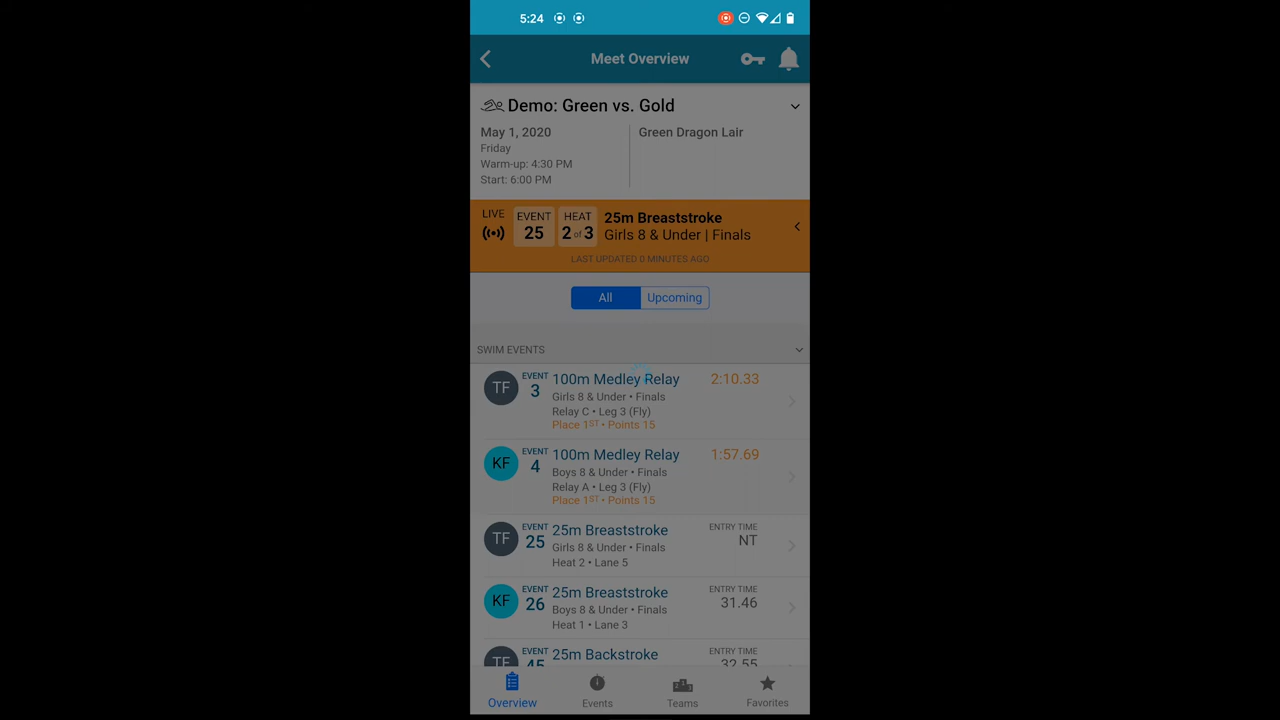 5:24
Meet Overview
Demo: Green vs. Gold
May 1, 2020
Friday
Warm-up: 4:30 PM
Start: 6:00 PM
Green Dragon Lair
LIVE
EVENT
25
HEAT
2 of 3
25m Breaststroke
Girls 8 & Under | Finals
LAST UPDATED 0 MINUTES AGO
All
Upcoming
SWIM EVENTS
TF
EVENT
3
100m Medley Relay
Girls 8 & Under • Finals
Relay C • Leg 3 (Fly)
Place 1ST • Points 15
2:10.33
KF
EVENT
4
100m Medley Relay
Boys 8 & Under • Finals
Relay A • Leg 3 (Fly)
Place 1ST • Points 15
1:57.69
TF
EVENT
25
25m Breaststroke
Girls 8 & Under • Finals
Heat 2 • Lane 5
ENTRY TIME
NT
KF
EVENT
26
25m Breaststroke
Boys 8 & Under • Finals
Heat 1 • Lane 3
ENTRY TIME
31.46
TF
EVENT
45
25m Backstroke
ENTRY TIME
32.55
Overview
Events
Teams
Favorites